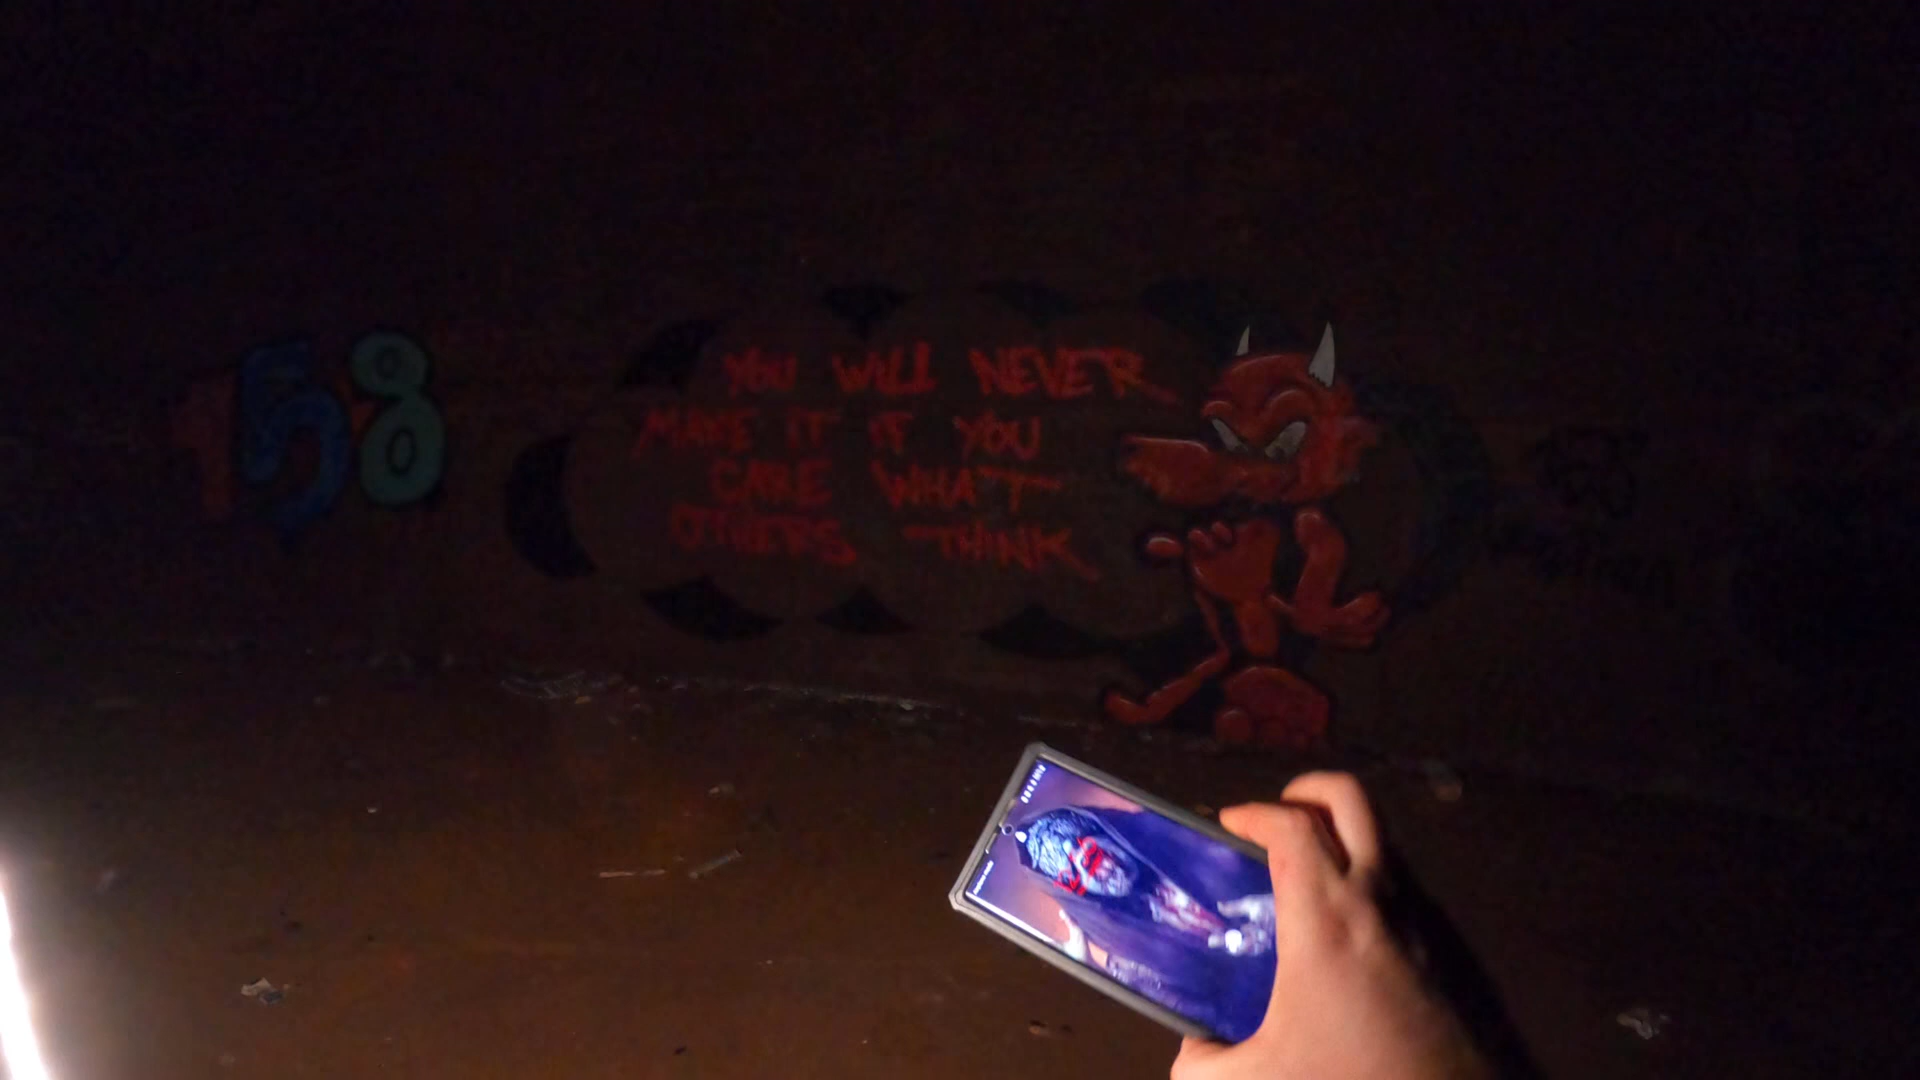 158
YOU WILL NEVER
MAKE IT IF YOU
CARE WHAT
OTHERS THINK